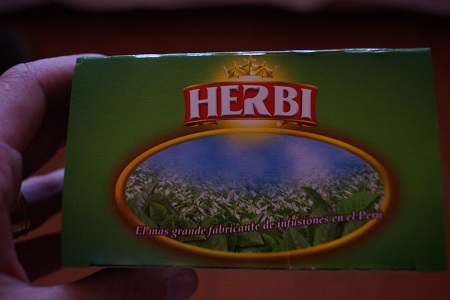 HERBI
El más grande fabricante de infusiones en el Perú